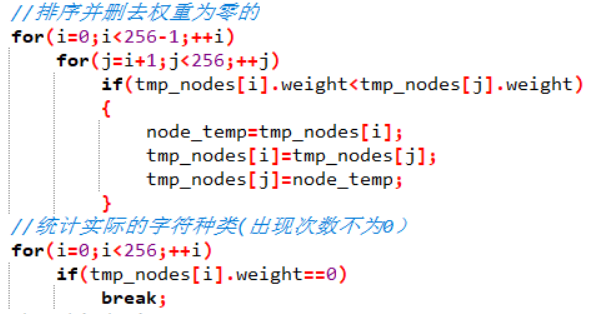 //排序并删去权重为零的
for(i=0;i<256-1;++i)
for(j=i+1;j<256;++j)
if(tmp_nodes[i].weight<tmp_nodes[j].weight)
{
node_temp=tmp_nodes[i];
tmp_nodes[i]=tmp_nodes[j];
tmp_nodes[j]=node_temp;
}
//统计实际的字符种类(出现次数不为0）
for(i=0;i<256;++i)
if(tmp_nodes[i].weight==0)
break;